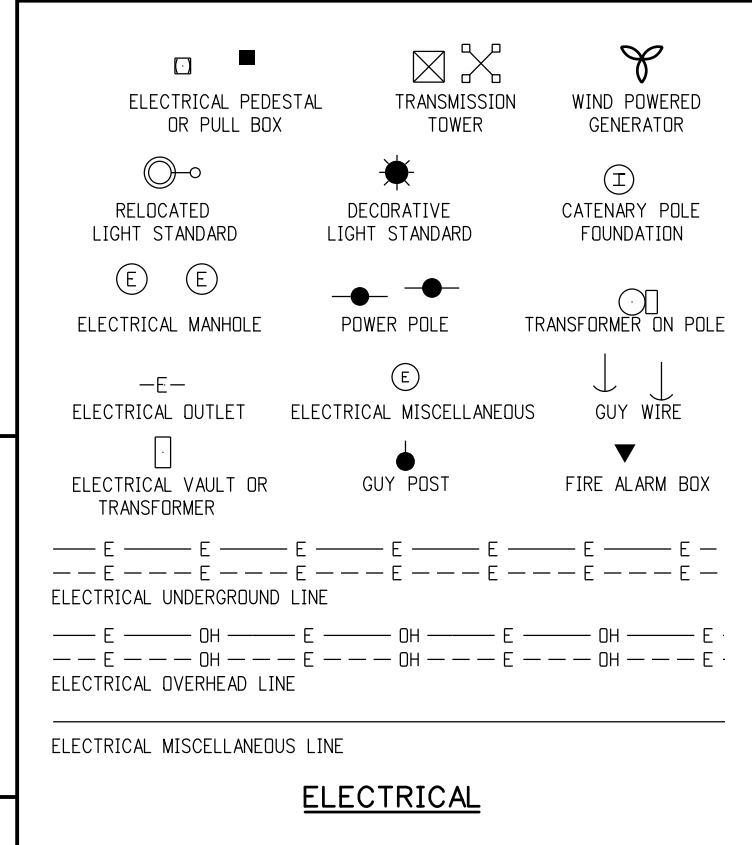 ELECTRICAL PEDESTAL
OR PULL BOX
TRANSMISSION
TOWER
WIND POWERED
GENERATOR
I
RELOCATED
LIGHT STANDARD
DECORATIVE
LIGHT STANDARD
CATENARY POLE
FOUNDATION
E E
ELECTRICAL MANHOLE
POWER POLE
TRANSFORMER ON POLE
E
E
ELECTRICAL OUTLET
ELECTRICAL MISCELLANEOUS
GUY WIRE
ELECTRICAL VAULT OR
TRANSFORMER
GUY POST
FIRE ALARM BOX
E E E E E E E
E E E E E E E
ELECTRICAL UNDERGROUND LINE
E OH E OH E OH E
E OH E OH E OH E
ELECTRICAL OVERHEAD LINE
ELECTRICAL MISCELLANEOUS LINE
ELECTRICAL